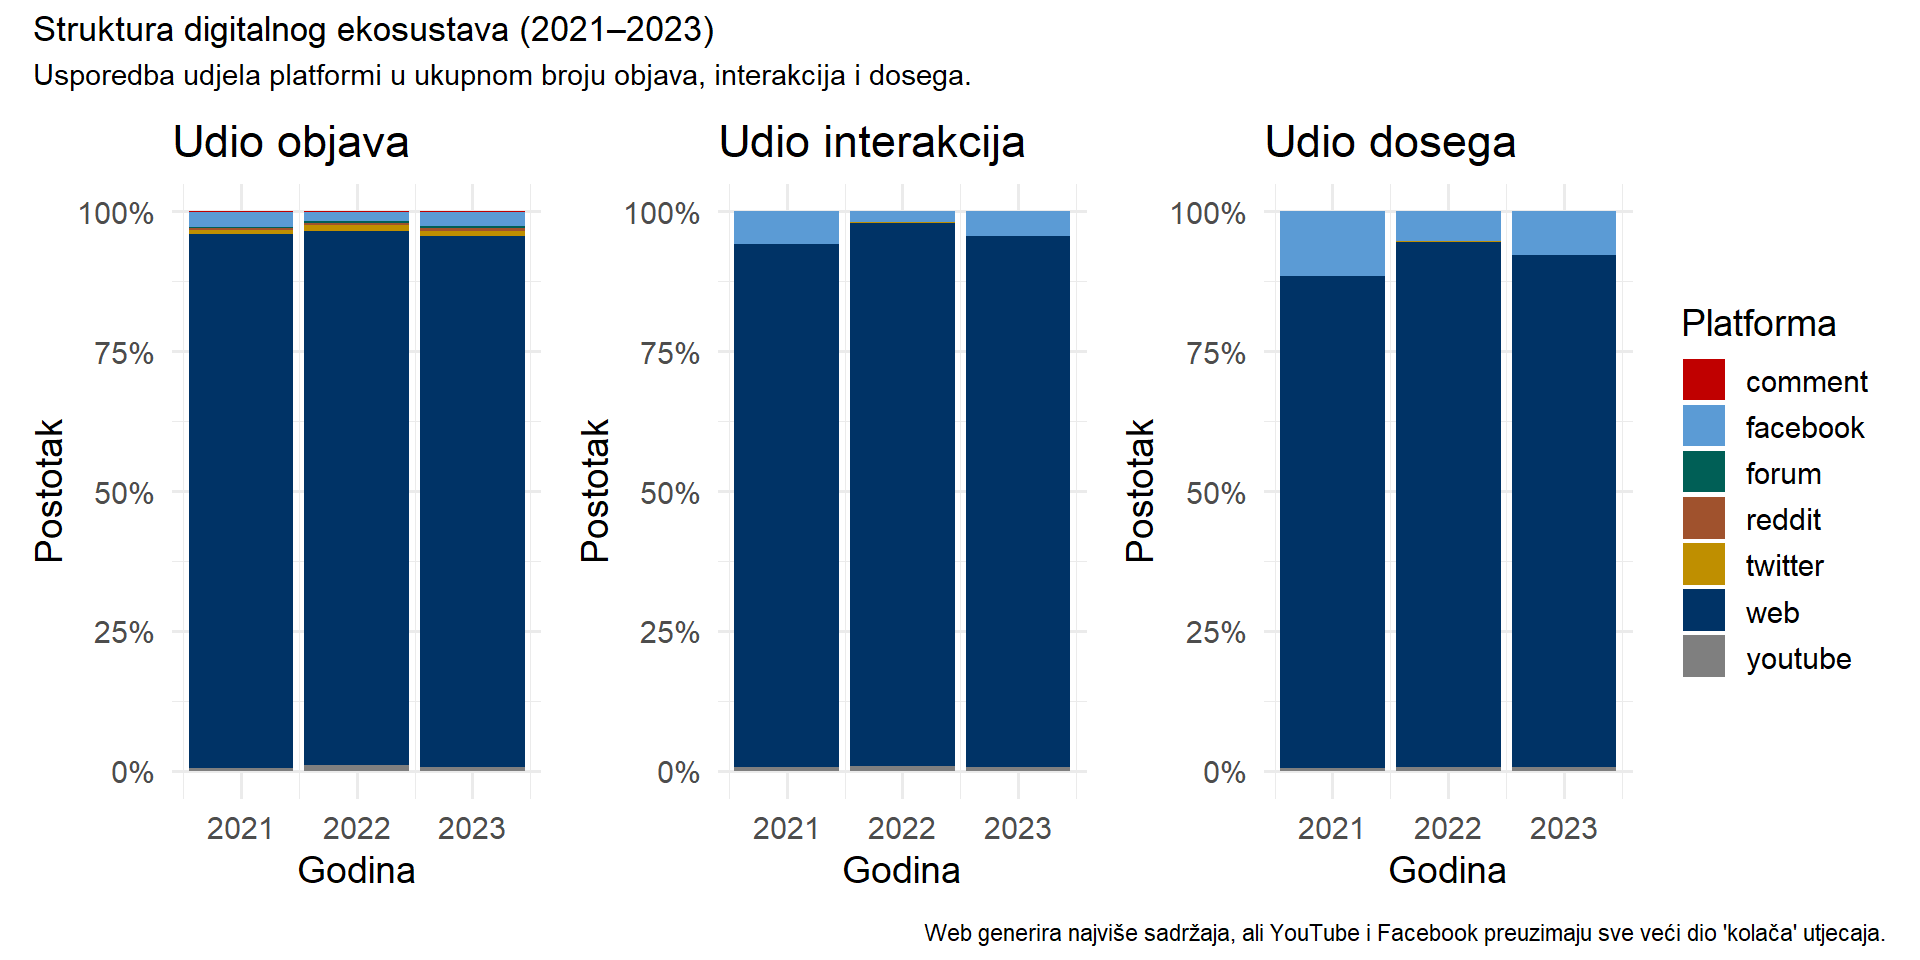 Struktura digitalnog ekosustava (2021–2023)
Usporedba udjela platformi u ukupnom broju objava, interakcija i dosega.
Udio objava
100%
75%
50%
25%
0%
Postotak
2021 2022 2023
Godina
Udio interakcija
100%
75%
50%
25%
0%
Postotak
2021 2022 2023
Godina
Udio dosega
100%
75%
50%
25%
0%
Postotak
2021 2022 2023
Godina
Platforma
comment
facebook
forum
reddit
twitter
web
youtube
Web generira najviše sadržaja, ali YouTube i Facebook preuzimaju sve veći dio 'kolača' utjecaja.